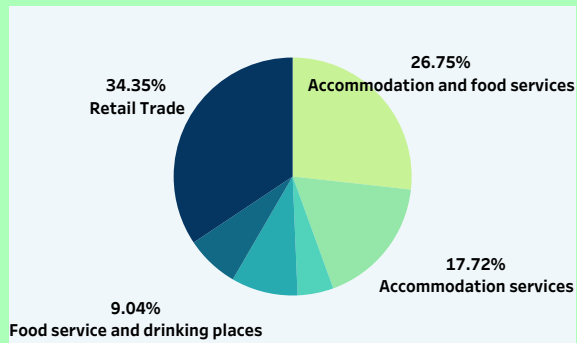 26.75%
Accommodation and food services
34.35%
Retail Trade
17.72%
Accommodation services
9.04%
Food service and drinking places